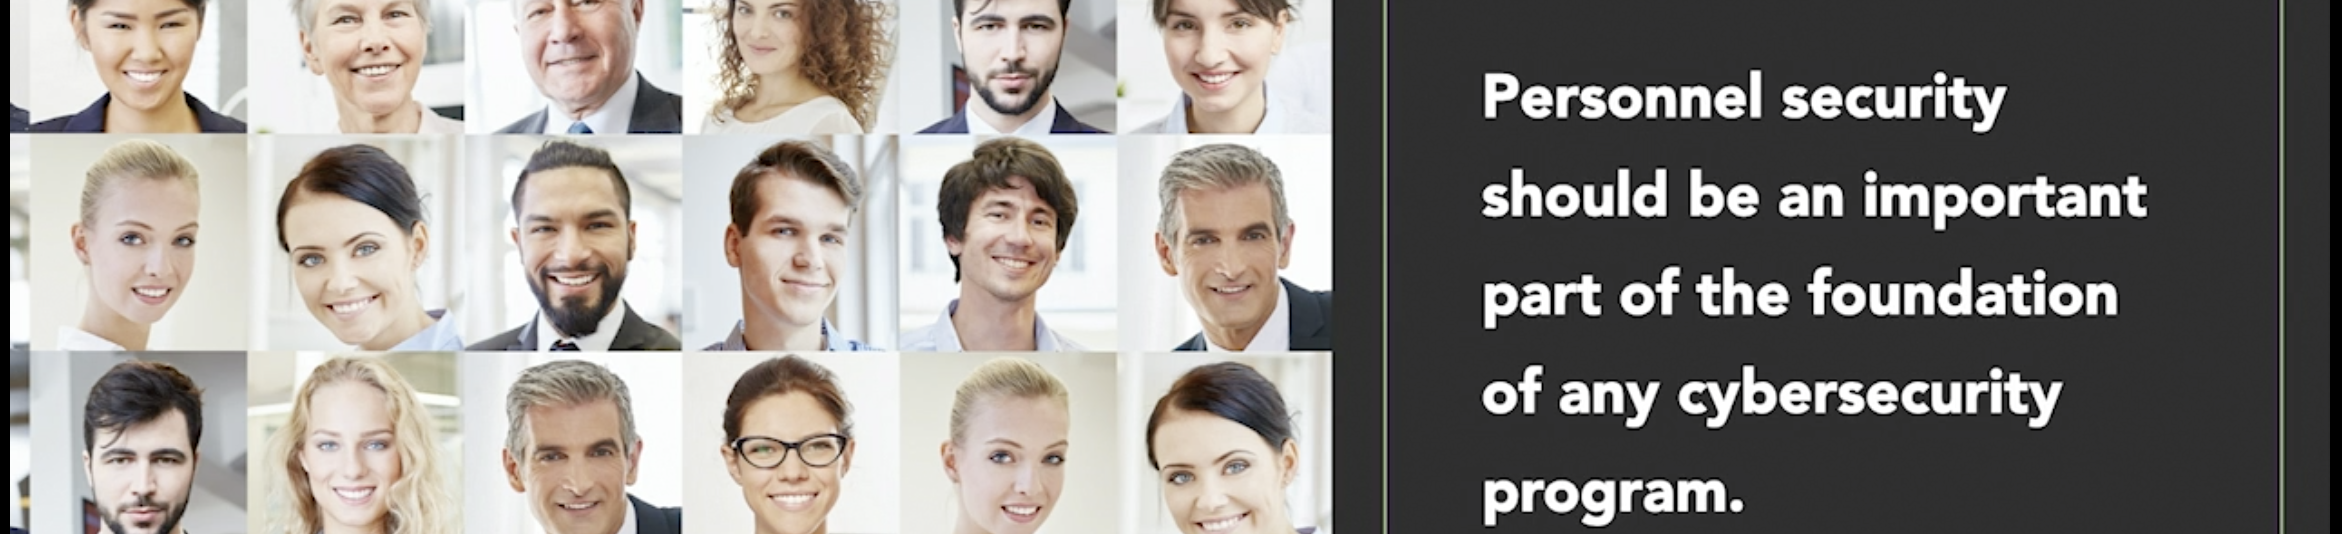 Personnel security
should be an important
part of the foundation
of any cybersecurity
program.